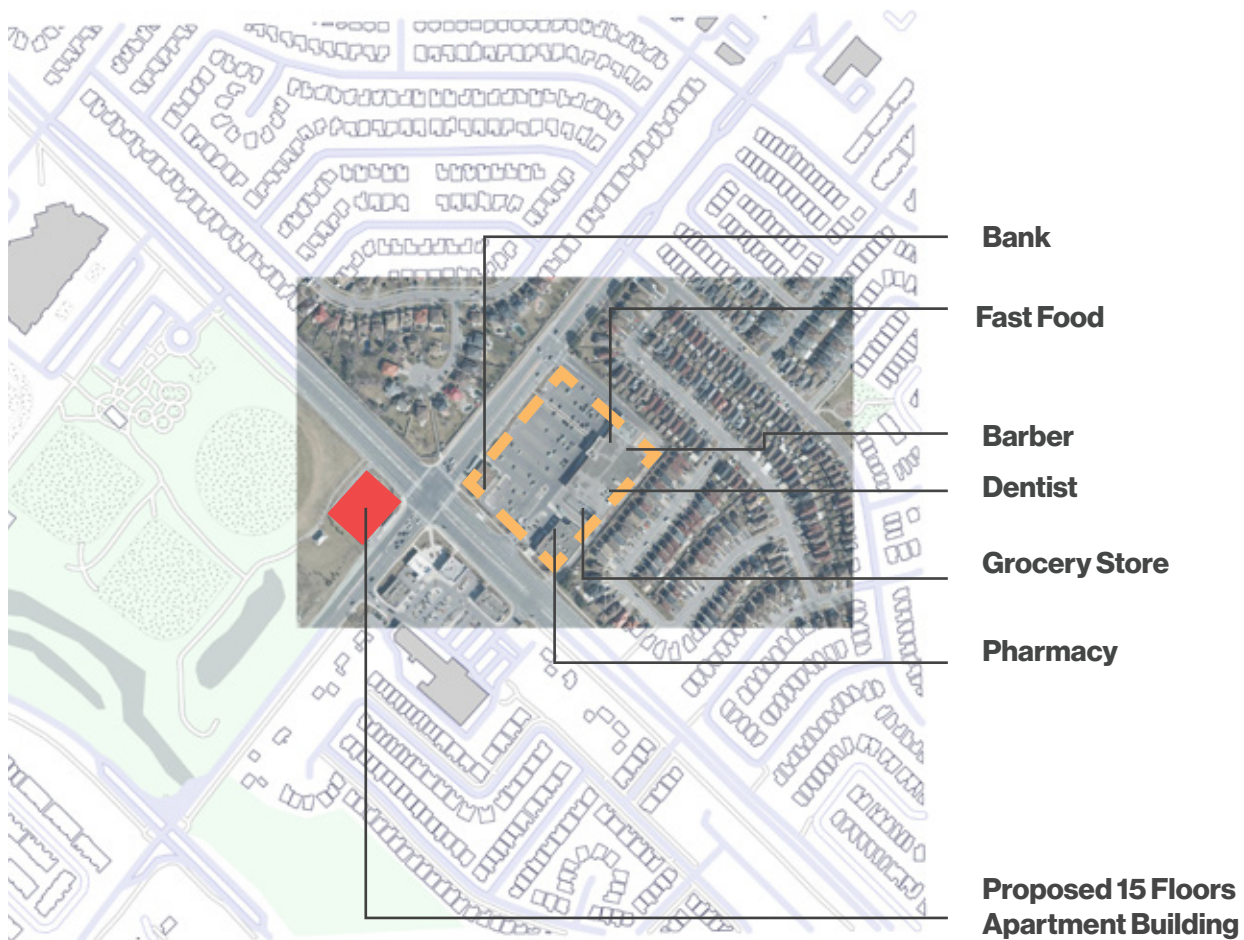 Bank
Fast Food
Barber
Dentist
Grocery Store
Pharmacy
Proposed 15 Floors
Apartment Building